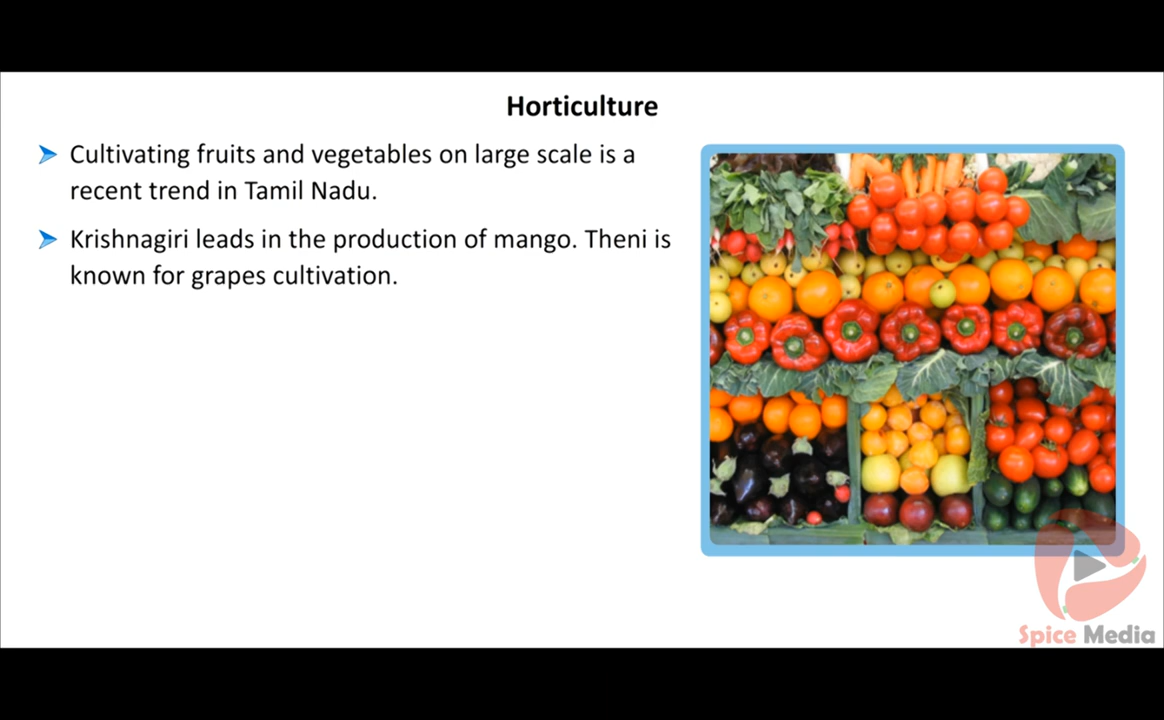 Horticulture
Cultivating fruits and vegetables on large scale is a
recent trend in Tamil Nadu.
Krishnagiri leads in the production of mango. Theni is
known for grapes cultivation.
Spice Media